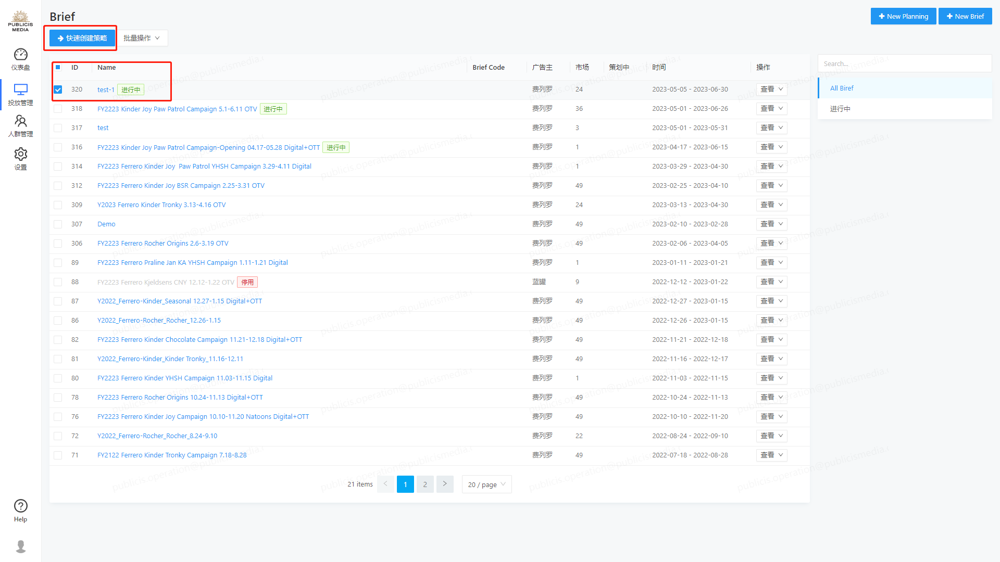 PUBLICIS
MEDIA
仪表盘
投放管理
人群管理
设置
Help
Brief
New Planning
New Brief
快速创建策略
批量操作
ID Name Brief Code 广告主 市场 策划中 时间 操作
320 test-1 进行中 费列罗 24 2023-05-05 - 2023-06-30 查看
318 FY2223 Kinder Joy Paw Patrol Campaign 5.1-6.11 OTV 进行中 费列罗 36 2023-05-01 - 2023-06-26 查看
317 test 费列罗 3 2023-05-01 - 2023-05-31 查看
316 FY2223 Kinder Joy Paw Patrol Campaign-Opening 04.17-05.28 Digital+OTT 进行中 费列罗 1 2023-04-17 - 2023-06-15 查看
314 FY2223 Ferrero Kinder Joy  Paw Patrol YHSH Campaign 3.29-4.11 Digital 费列罗 1 2023-03-29 - 2023-04-30 查看
312 FY2223 Ferrero Kinder Joy BSR Campaign 2.25-3.31 OTV 费列罗 49 2023-02-25 - 2023-04-10 查看
309 Y2023 Ferrero Kinder Tronky 3.13-4.16 OTV 费列罗 24 2023-03-13 - 2023-04-30 查看
307 Demo 费列罗 49 2023-02-10 - 2023-02-28 查看
306 FY2223 Ferrero Rocher Origins 2.6-3.19 OTV 费列罗 49 2023-02-06 - 2023-04-05 查看
89 FY2223 Ferrero Praline Jan KA YHSH Campaign 1.11-1.21 Digital 费列罗 1 2023-01-11 - 2023-01-21 查看
88 FY2223 Ferrero Kjeldsens CNY 12.12-1.22 OTV 停用 蓝罐 9 2022-12-12 - 2023-01-22 查看
87 Y2022_Ferrero-Kinder_Seasonal 12.27-1.15 Digital+OTT 费列罗 49 2022-12-27 - 2023-01-15 查看
86 Y2022_Ferrero-Rocher_Rocher_12.26-1.15 费列罗 49 2022-12-26 - 2023-01-15 查看
82 FY2223 Ferrero Kinder Chocolate Campaign 11.21-12.18 Digital+OTT 费列罗 49 2022-11-21 - 2022-12-18 查看
81 Y2022_Ferrero-Kinder_Kinder Tronky_11.16-12.11 费列罗 49 2022-11-16 - 2022-12-17 查看
80 FY2223 Ferrero Kinder YHSH Campaign 11.03-11.15 Digital 费列罗 1 2022-11-03 - 2022-11-15 查看
78 FY2223 Ferrero Rocher Origins 10.24-11.13 Digital+OTT 费列罗 49 2022-10-24 - 2022-11-13 查看
76 FY2223 Ferrero Kinder Joy Campaign 10.10-11.20 Natoons Digital+OTT 费列罗 49 2022-10-10 - 2022-11-20 查看
72 Y2022_Ferrero-Rocher_Rocher_8.24-9.10 费列罗 22 2022-08-24 - 2022-09-10 查看
71 FY2122 Ferrero Kinder Tronky Campaign 7.18-8.28 费列罗 49 2022-07-18 - 2022-08-28 查看
21 items < 1 2 > 20 / page
Search...
All Biref
进行中
publicis.operation@publicismedia.c